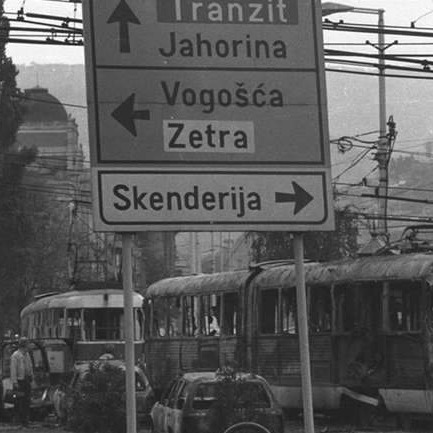 Tranzit
Jahorina
Vogošća
Zetra
Skenderija